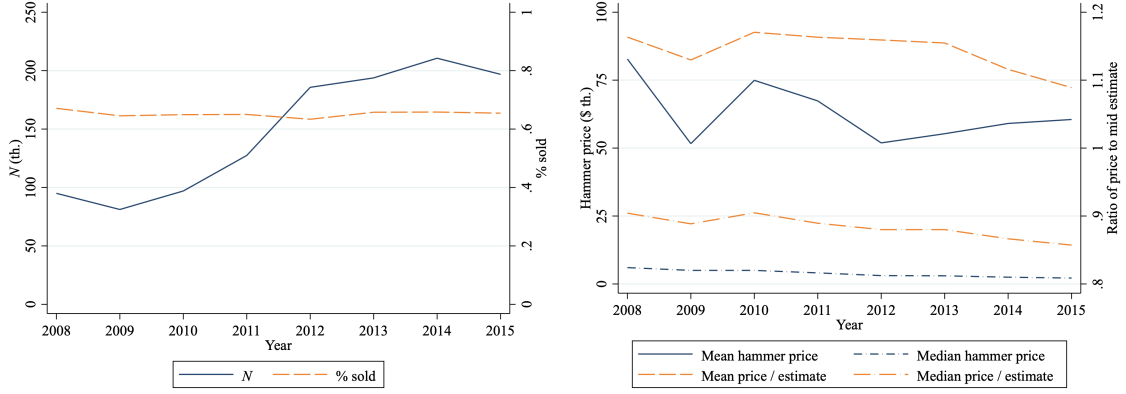 250
200
150
100
50
0
N (th.)
1
.8
.6
.4
.2
0
% sold
2008 2009 2010 2011 2012 2013 2014 2015
Year
N % sold
100
75
50
25
0
Hammer price ($ th.)
1.2
1.1
1
.9
.8
Ratio of price to mid estimate
2008 2009 2010 2011 2012 2013 2014 2015
Year
Mean hammer price Median hammer price
Mean price / estimate Median price / estimate